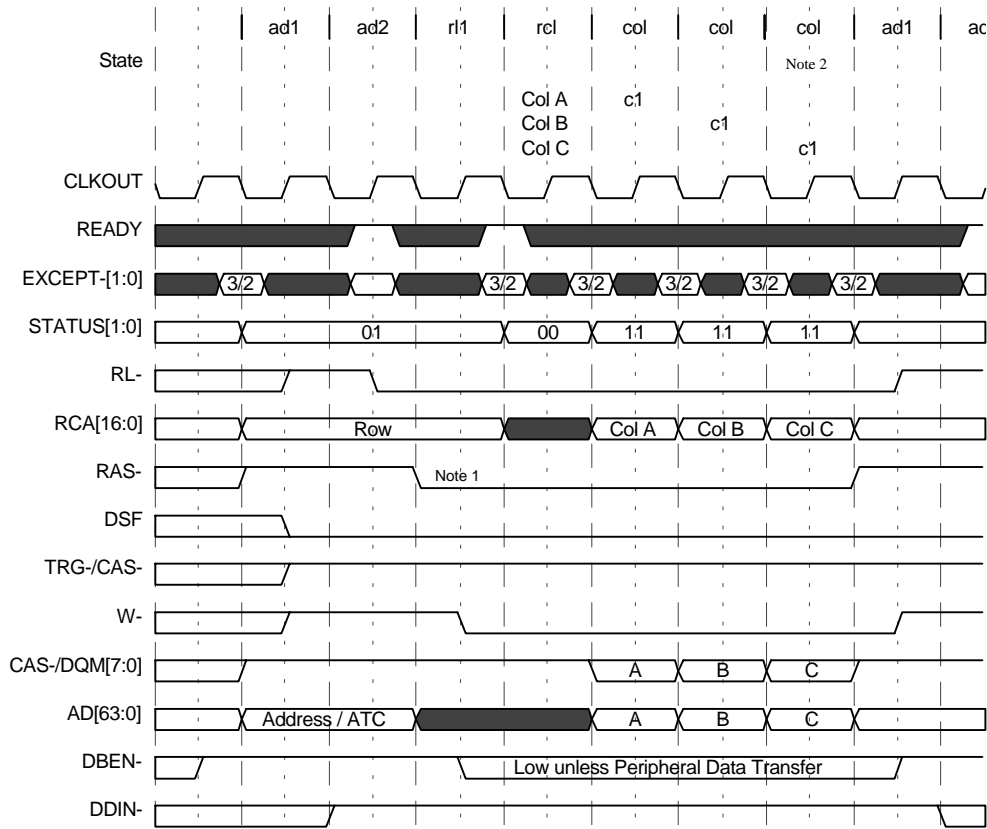 ad1 ad2 rl1 rcl col col col ad1 ad
State Note 2
Col A c1
Col B c1
Col C c1
CLKOUT
READY
EXCEPT-[1:0] 3/2 3/2 3/2 3/2 3/2 3/2
STATUS[1:0] 01 00 11 11 11
RL-
RCA[16:0] Row Col A Col B Col C
RAS- Note 1
DSF
TRG-/CAS-
W-
CAS-/DQM[7:0] A B C
AD[63:0] Address / ATC A B C
DBEN- Low unless Peripheral Data Transfer
DDIN-